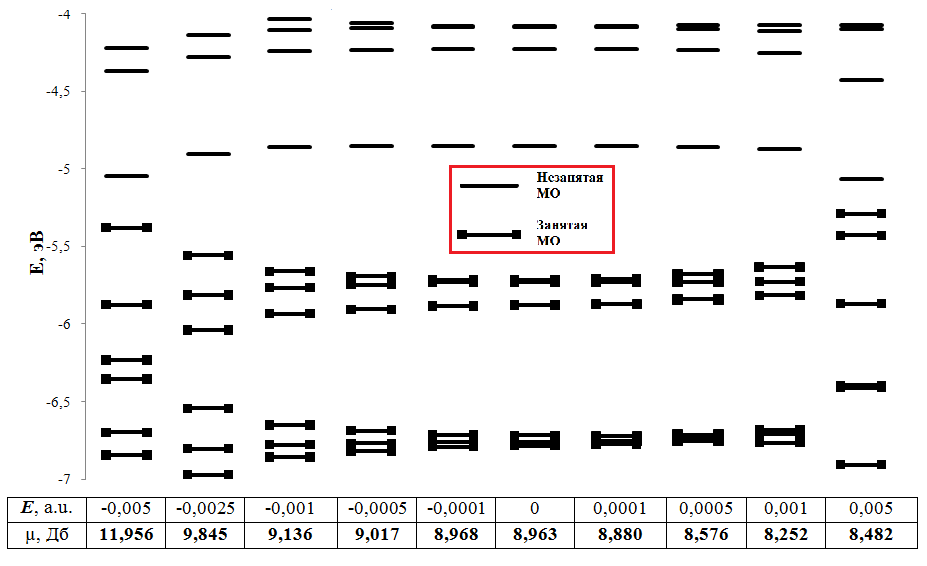 -4
-4,5
-5
-5,5
-6
-6,5
-7
E, эВ
Незанятая
МО
Занятая
МО
E, a.u. -0,005 -0,0025 -0,001 -0,0005 -0,0001 0 0,0001 0,0005 0,001 0,005
μ, Дб 11,956 9,845 9,136 9,017 8,968 8,963 8,880 8,576 8,252 8,482